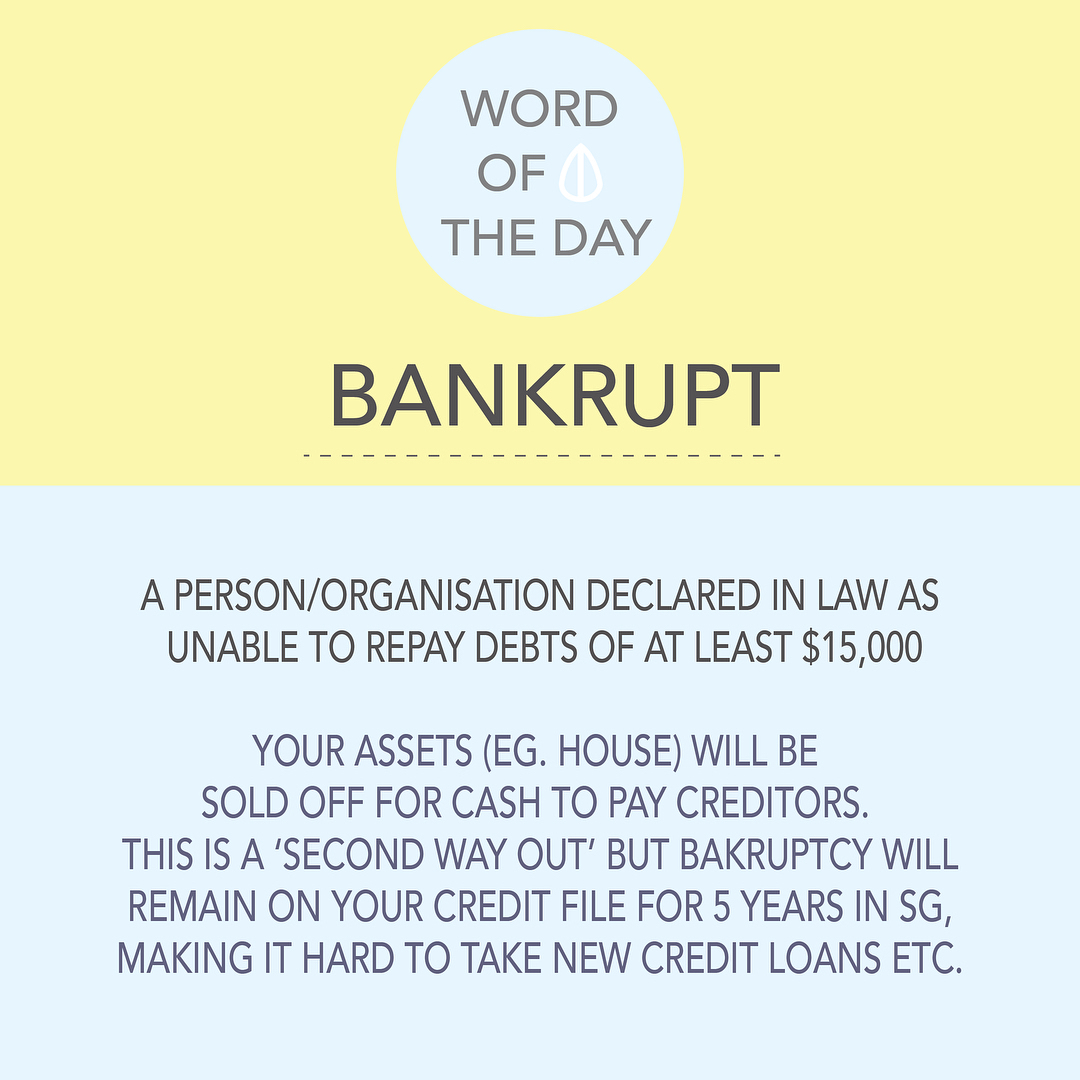 WORD
OF
THE DAY
BANKRUPT
A PERSON/ORGANISATION DECLARED IN LAW AS
UNABLE TO REPAY DEBTS OF AT LEAST $15,000
YOUR ASSETS (EG. HOUSE) WILL BE
SOLD OFF FOR CASH TO PAY CREDITORS.
THIS IS A ‘SECOND WAY OUT’ BUT BAKRUPTCY WILL
REMAIN ON YOUR CREDIT FILE FOR 5 YEARS IN SG,
MAKING IT HARD TO TAKE NEW CREDIT LOANS ETC.